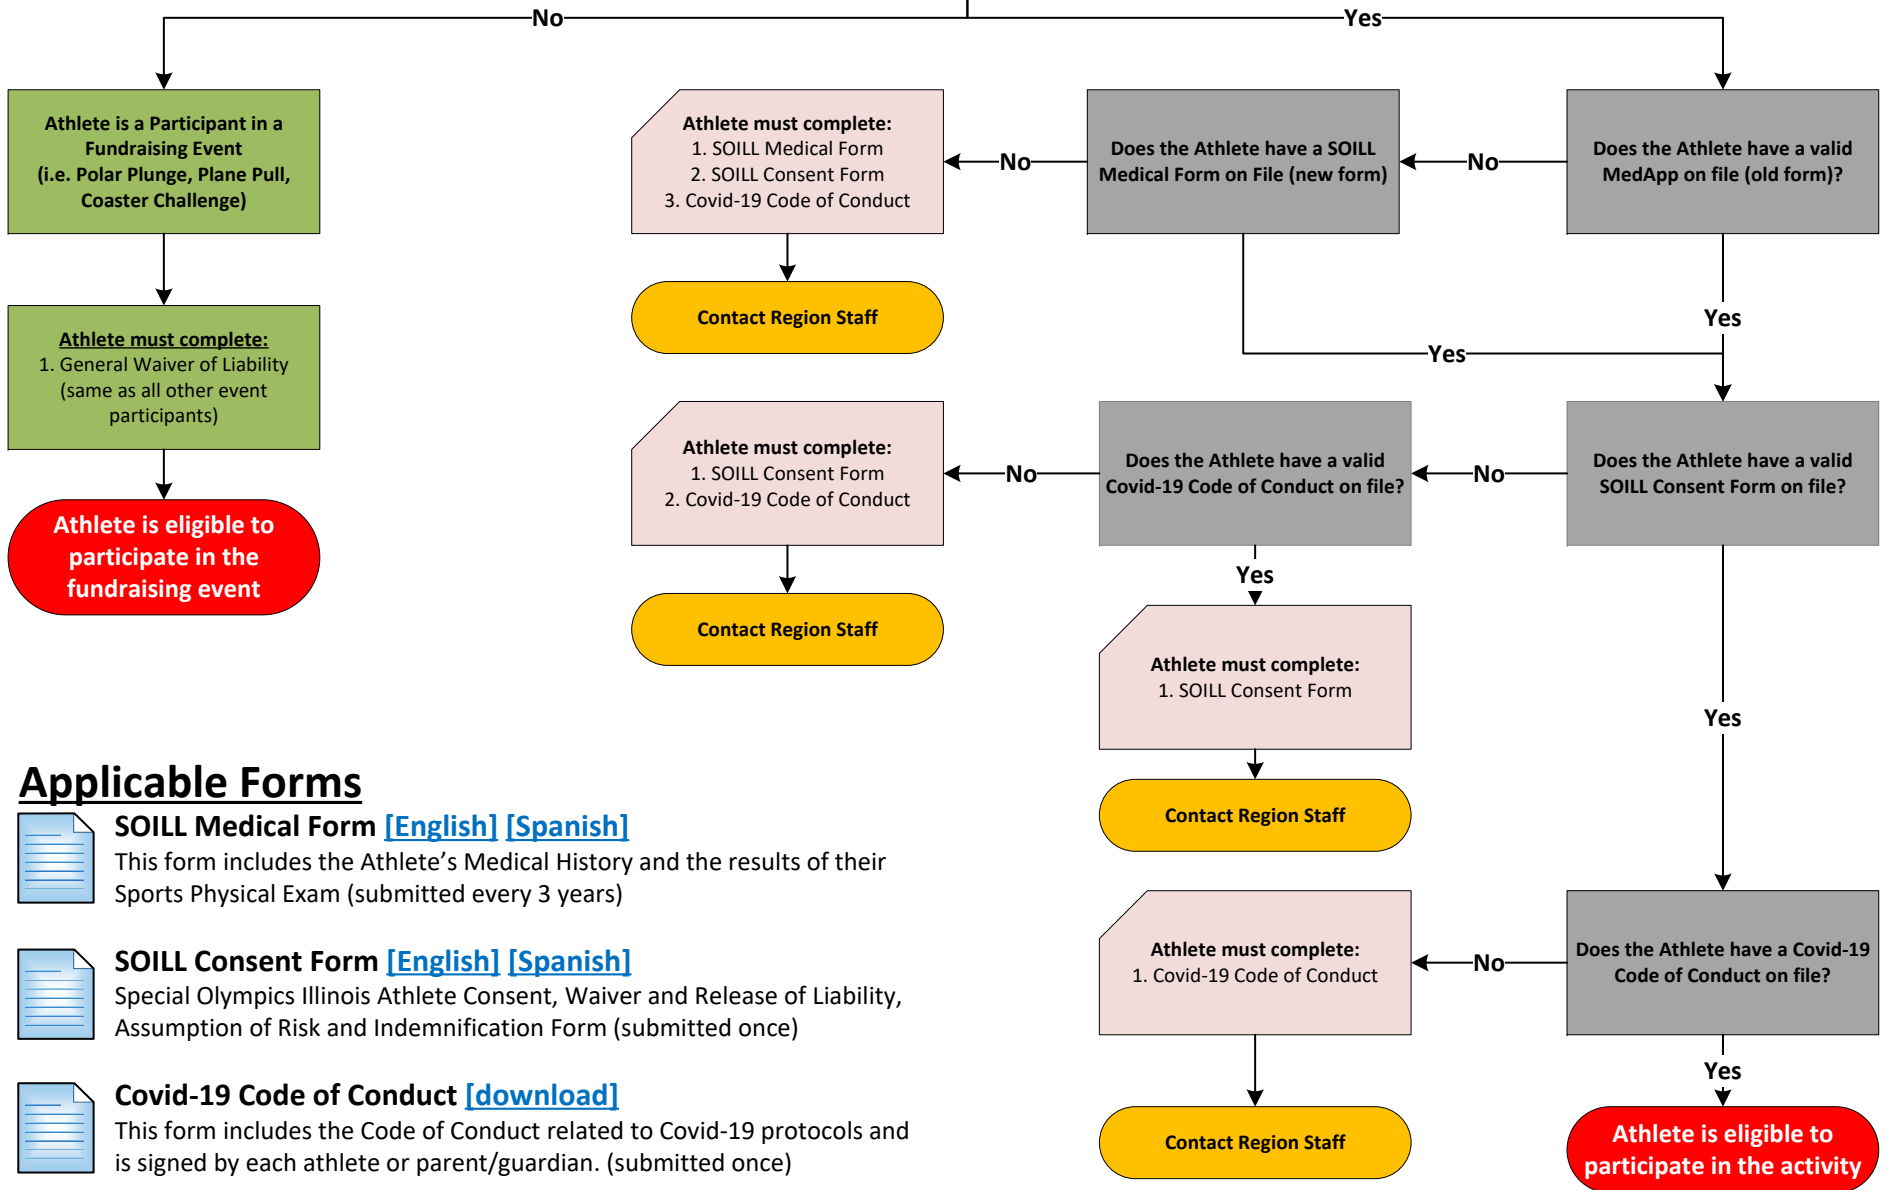 No
Yes
Athlete is a Participant in a
Fundraising Event
(i.e. Polar Plunge, Plane Pull,
Coaster Challenge)
Athlete must complete:
1. SOILL Medical Form
2. SOILL Consent Form
3. Covid-19 Code of Conduct
No
Does the Athlete have a SOILL
Medical Form on File (new form)
No
Does the Athlete have a valid
MedApp on file (old form)?
Contact Region Staff
Yes
Yes
Athlete must complete:
1. General Waiver of Liability
(same as all other event
participants)
Athlete must complete:
1. SOILL Consent Form
2. Covid-19 Code of Conduct
No
Does the Athlete have a valid
Covid-19 Code of Conduct on file?
No
Does the Athlete have a valid
SOILL Consent Form on file?
Athlete is eligible to
participate in the
fundraising event
Yes
Contact Region Staff
Athlete must complete:
1. SOILL Consent Form
Yes
Contact Region Staff
Applicable Forms
SOILL Medical Form [English] [Spanish]
This form includes the Athlete’s Medical History and the results of their
Sports Physical Exam (submitted every 3 years)
SOILL Consent Form [English] [Spanish]
Special Olympics Illinois Athlete Consent, Waiver and Release of Liability,
Assumption of Risk and Indemnification Form (submitted once)
Covid-19 Code of Conduct [download]
This form includes the Code of Conduct related to Covid-19 protocols and
is signed by each athlete or parent/guardian. (submitted once)
Athlete must complete:
1. Covid-19 Code of Conduct
No
Does the Athlete have a Covid-19
Code of Conduct on file?
Yes
Contact Region Staff
Athlete is eligible to
participate in the activity